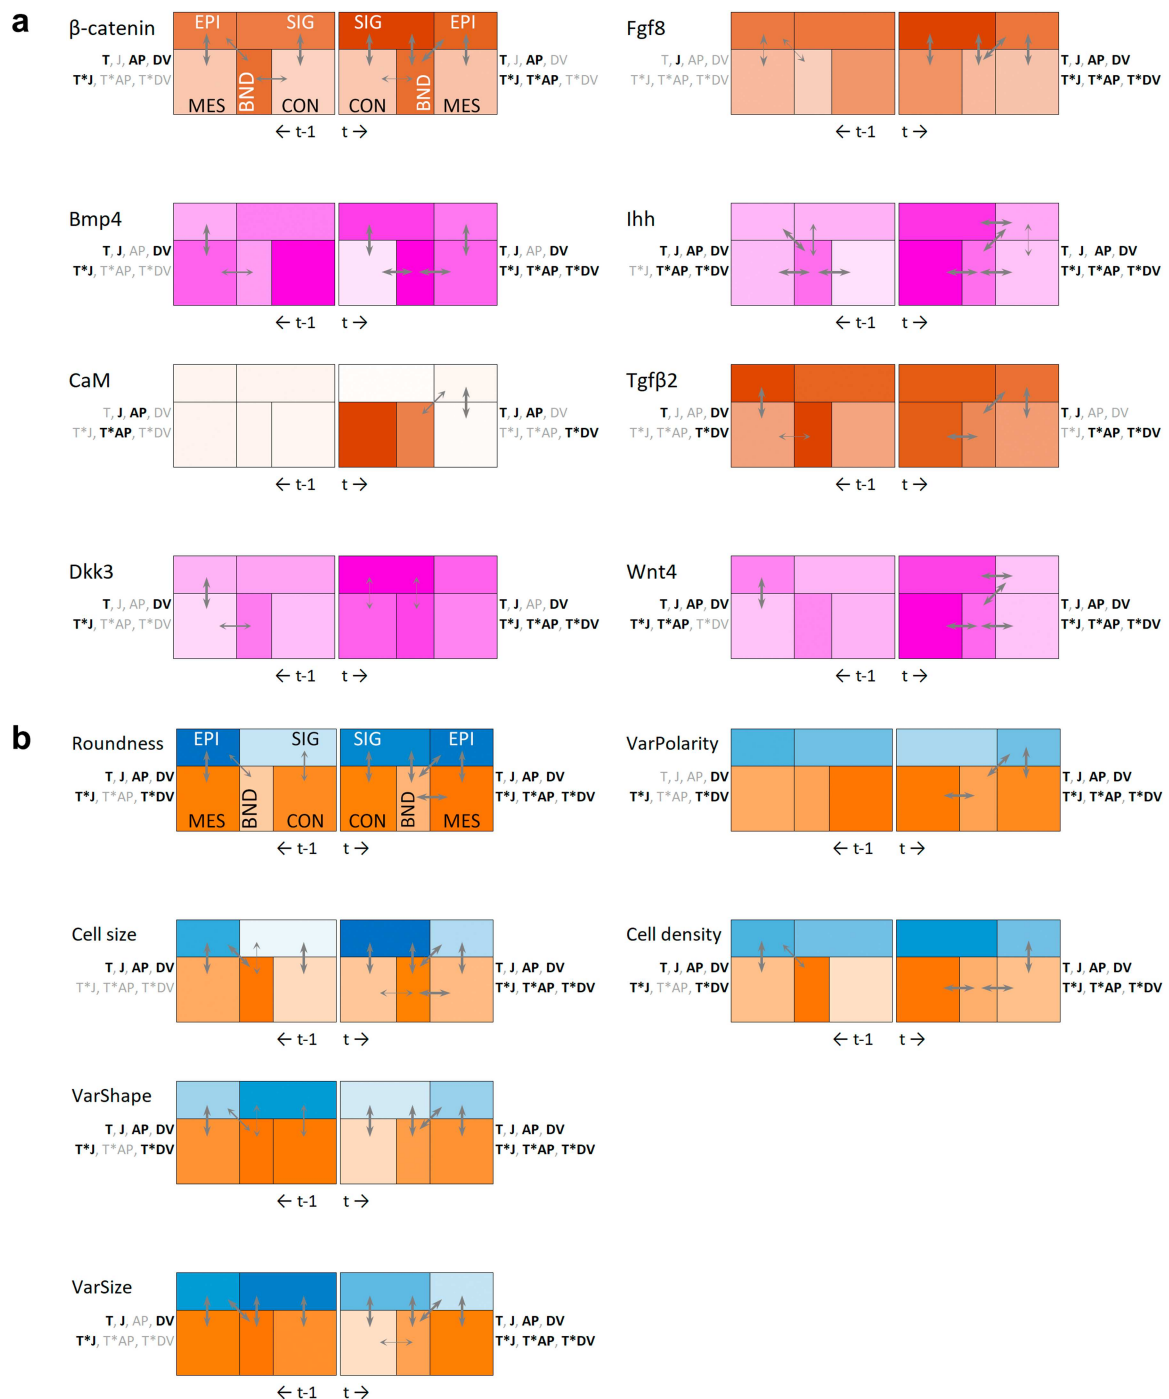 a
β-catenin
EPI SIG SIG EPI
T, J, AP, DV
T*J, T*AP, T*DV
MES BND CON CON BND MES
T, J, AP, DV
T*J, T*AP, T*DV
← t-1 t →
Fgf8
T, J, AP, DV
T*J, T*AP, T*DV
T, J, AP, DV
T*J, T*AP, T*DV
← t-1 t →
Bmp4
T, J, AP, DV
T*J, T*AP, T*DV
T, J, AP, DV
T*J, T*AP, T*DV
← t-1 t →
Ihh
T, J, AP, DV
T*J, T*AP, T*DV
T, J, AP, DV
T*J, T*AP, T*DV
← t-1 t →
CaM
T, J, AP, DV
T*J, T*AP, T*DV
T, J, AP, DV
T*J, T*AP, T*DV
← t-1 t →
Tgfβ2
T, J, AP, DV
T*J, T*AP, T*DV
T, J, AP, DV
T*J, T*AP, T*DV
← t-1 t →
Dkk3
T, J, AP, DV
T*J, T*AP, T*DV
T, J, AP, DV
T*J, T*AP, T*DV
← t-1 t →
Wnt4
T, J, AP, DV
T*J, T*AP, T*DV
T, J, AP, DV
T*J, T*AP, T*DV
← t-1 t →
b
Roundness
EPI SIG SIG EPI
T, J, AP, DV
T*J, T*AP, T*DV
MES BND CON CON BND MES
T, J, AP, DV
T*J, T*AP, T*DV
← t-1 t →
VarPolarity
T, J, AP, DV
T*J, T*AP, T*DV
T, J, AP, DV
T*J, T*AP, T*DV
← t-1 t →
Cell size
T, J, AP, DV
T*J, T*AP, T*DV
T, J, AP, DV
T*J, T*AP, T*DV
← t-1 t →
Cell density
T, J, AP, DV
T*J, T*AP, T*DV
T, J, AP, DV
T*J, T*AP, T*DV
← t-1 t →
VarShape
T, J, AP, DV
T*J, T*AP, T*DV
T, J, AP, DV
T*J, T*AP, T*DV
← t-1 t →
VarSize
T, J, AP, DV
T*J, T*AP, T*DV
T, J, AP, DV
T*J, T*AP, T*DV
← t-1 t →